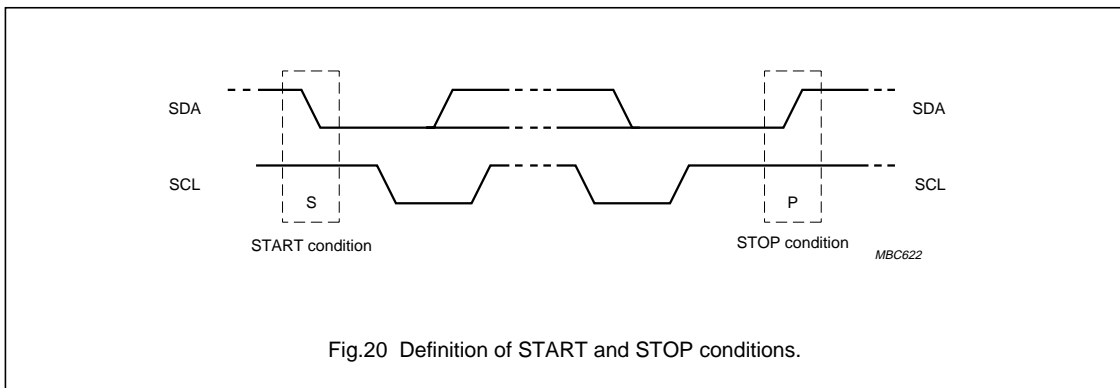 SDA
SDA
SCL
SCL
S
P
START condition
STOP condition
MBC622
Fig.20 Definition of START and STOP conditions.